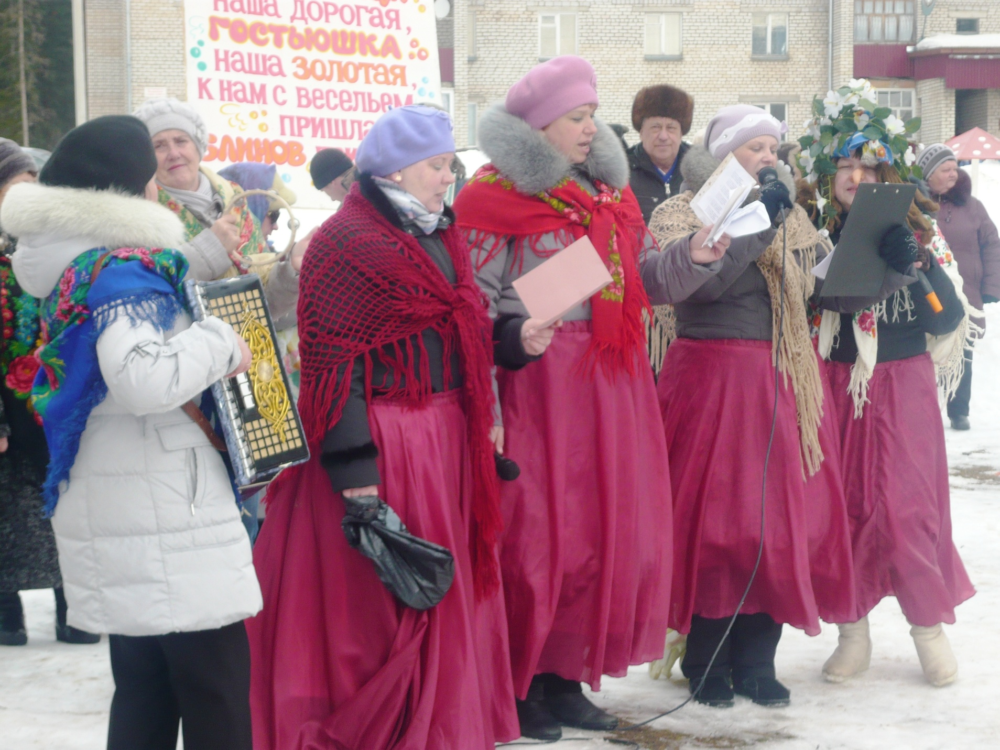 наша дорогая,
гостьюшка
наша золотая,
к нам с весельем
пришла
блинов